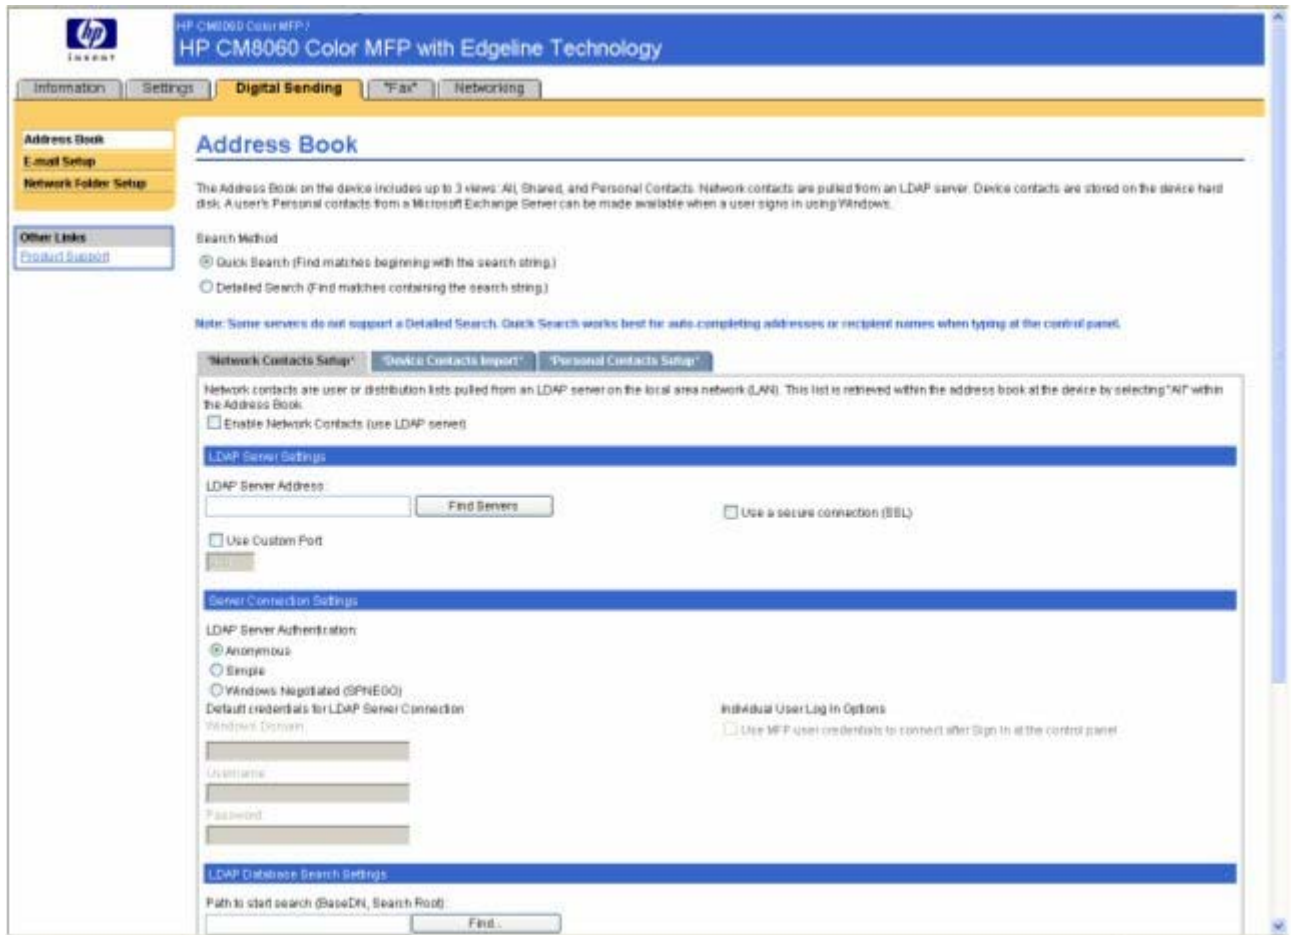 hp
invent
HP CM8060 Color MFP /
HP CM8060 Color MFP with Edgeline Technology
Information
Settings
Digital Sending
"Fax"
Networking
Address Book
E-mail Setup
Network Folder Setup
Other Links
Product Support
Address Book
The Address Book on the device includes up to 3 views: All, Shared, and Personal Contacts. Network contacts are pulled from an LDAP server. Device contacts are stored on the device hard
disk. A user's Personal contacts from a Microsoft Exchange Server can be made available when a user signs in using Windows.
Search Method
Quick Search (Find matches beginning with the search string.)
Detailed Search (Find matches containing the search string.)
Note: Some servers do not support a Detailed Search. Quick Search works best for auto-completing addresses or recipient names when typing at the control panel.
"Network Contacts Setup"
"Device Contacts Import"
"Personal Contacts Setup"
Network contacts are user or distribution lists pulled from an LDAP server on the local area network (LAN). This list is retrieved within the address book at the device by selecting "All" within
the Address Book.
Enable Network Contacts (use LDAP server)
LDAP Server Settings
LDAP Server Address:
Find Servers
Use a secure connection (SSL)
Use Custom Port
Server Connection Settings
LDAP Server Authentication:
Anonymous
Simple
Windows Negotiated (SPNEGO)
Default credentials for LDAP Server Connection
Individual User Log In Options
Windows Domain:
Use MFP user credentials to connect after Sign In at the control panel
Username:
Password:
LDAP Database Search Settings
Path to start search (BaseDN, Search Root):
Find..